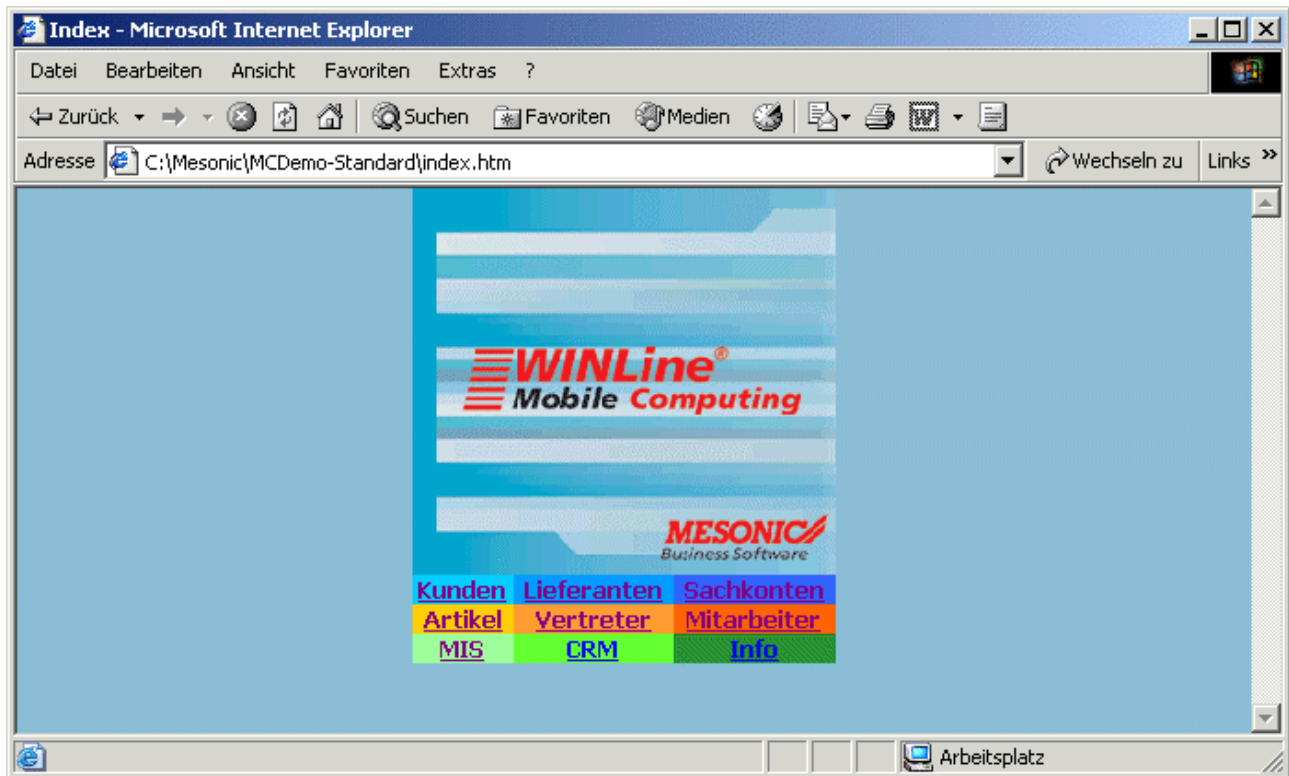 Index - Microsoft Internet Explorer
Datei Bearbeiten Ansicht Favoriten Extras ?
Zurück Suchen Favoriten Medien
Adresse C:\Mesonic\MCDemo-Standard\index.htm Wechseln zu Links »
WINLine®
Mobile Computing
MESONIC
Business Software
Kunden Lieferanten Sachkonten
Artikel Vertreter Mitarbeiter
MIS CRM Info
Arbeitsplatz